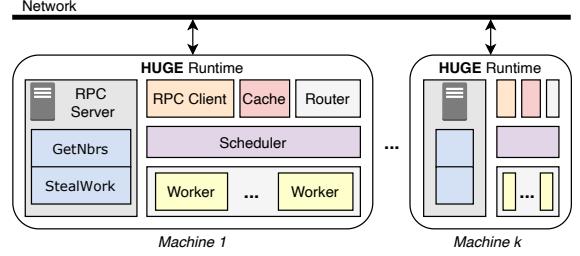 Network
HUGE Runtime
RPC Server
GetNbrs
StealWork
RPC Client
Cache
Router
Scheduler
Worker
...
Worker
Machine 1
...
HUGE Runtime
...
Machine k